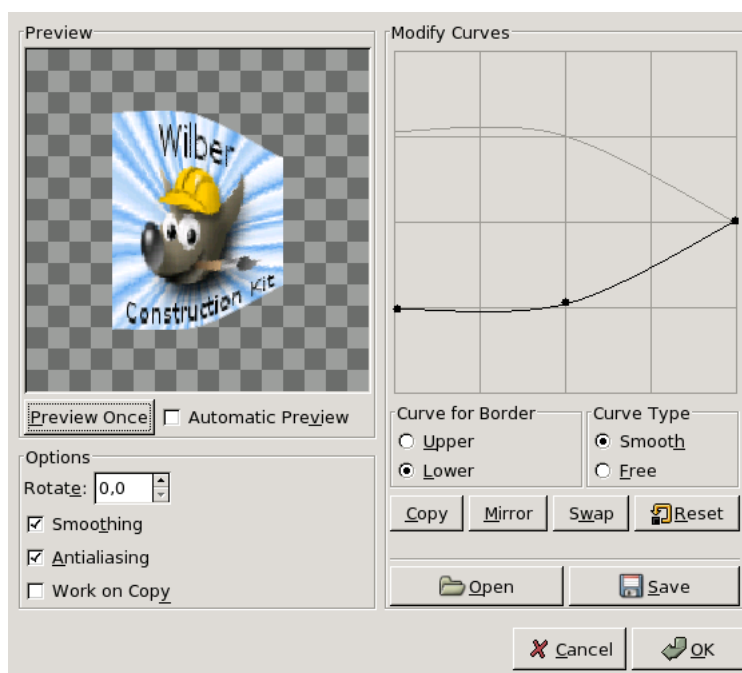 Preview
Wilber
Construction Kit
Preview Once
Automatic Preview
Options
Rotate: 0,0
Smoothing
Antialiasing
Work on Copy
Modify Curves
Curve for Border
Upper
Lower
Curve Type
Smooth
Free
Copy Mirror Swap Reset
Open Save
Cancel OK